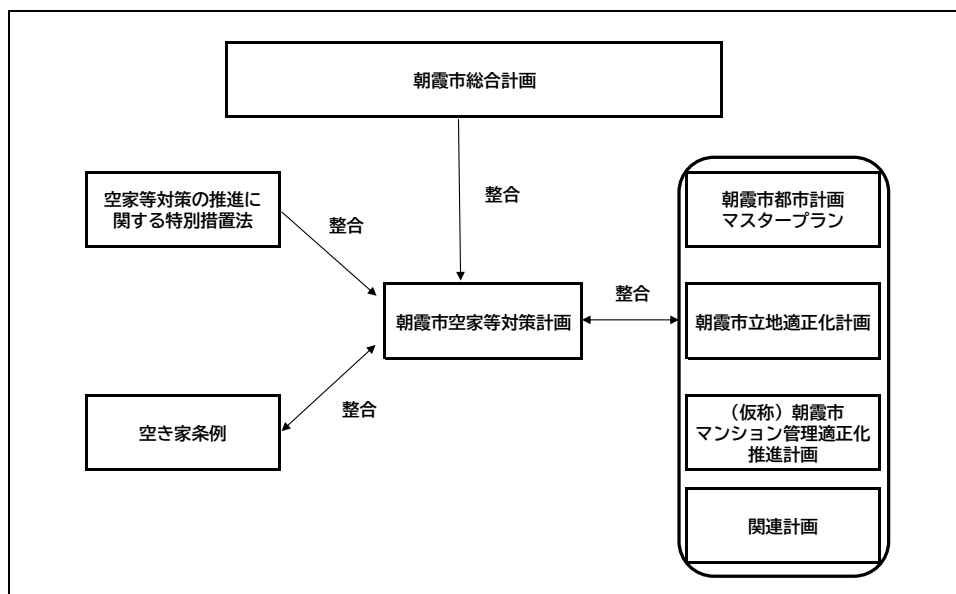 朝霞市総合計画
整合
空家等対策の推進に
関する特別措置法
整合
朝霞市都市計画
マスタープラン
朝霞市空家等対策計画
整合
朝霞市立地適正化計画
空き家条例
整合
（仮称）朝霞市
マンション管理適正化
推進計画
関連計画